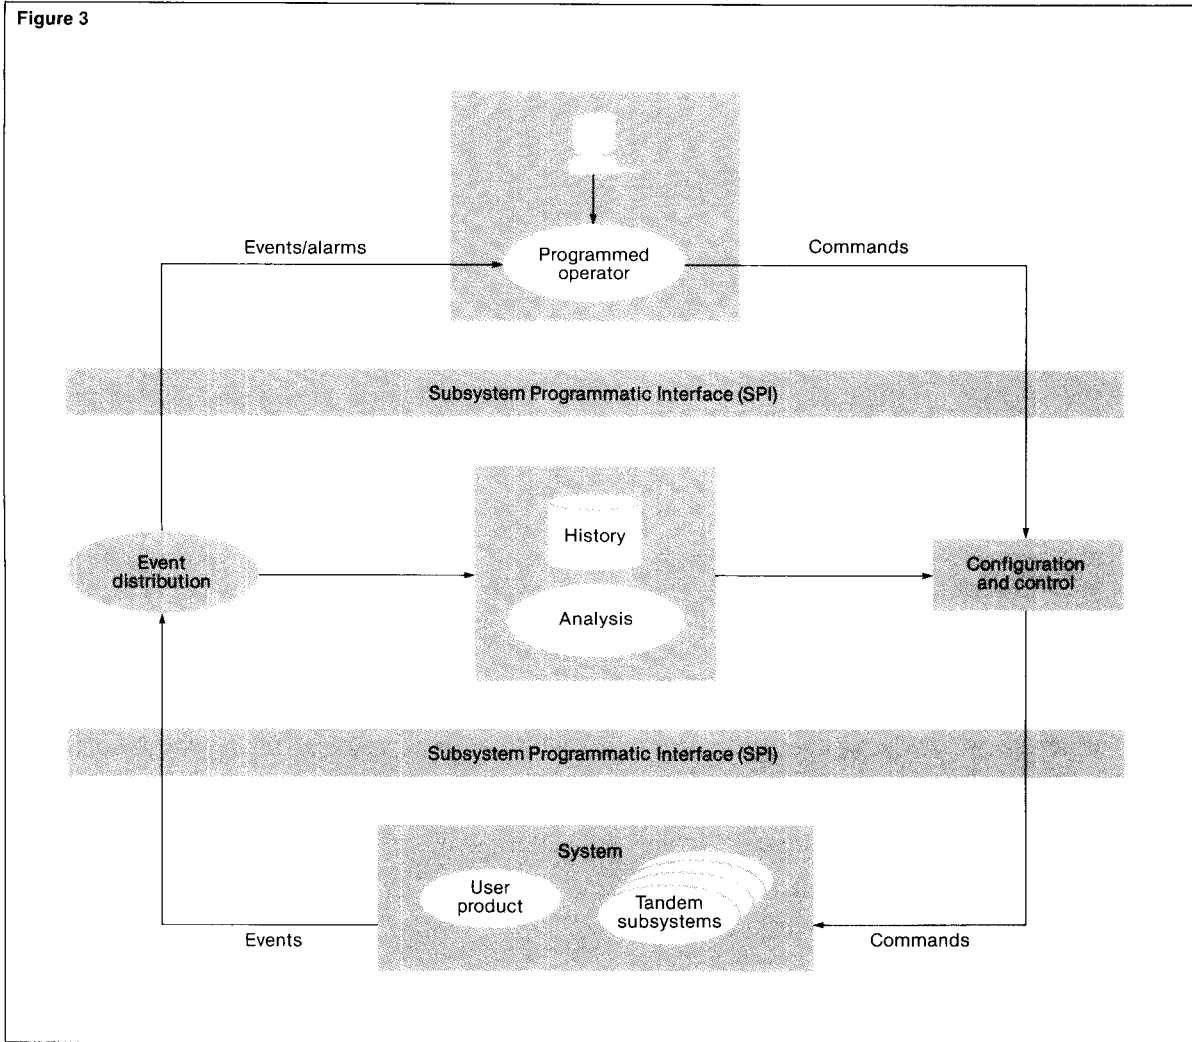 Figure 3
Programmed
operator
Events/alarms
Commands
Subsystem Programmatic Interface (SPI)
History
Event
distribution
Configuration
and control
Analysis
Subsystem Programmatic Interface (SPI)
System
User
product
Tandem
subsystems
Events
Commands